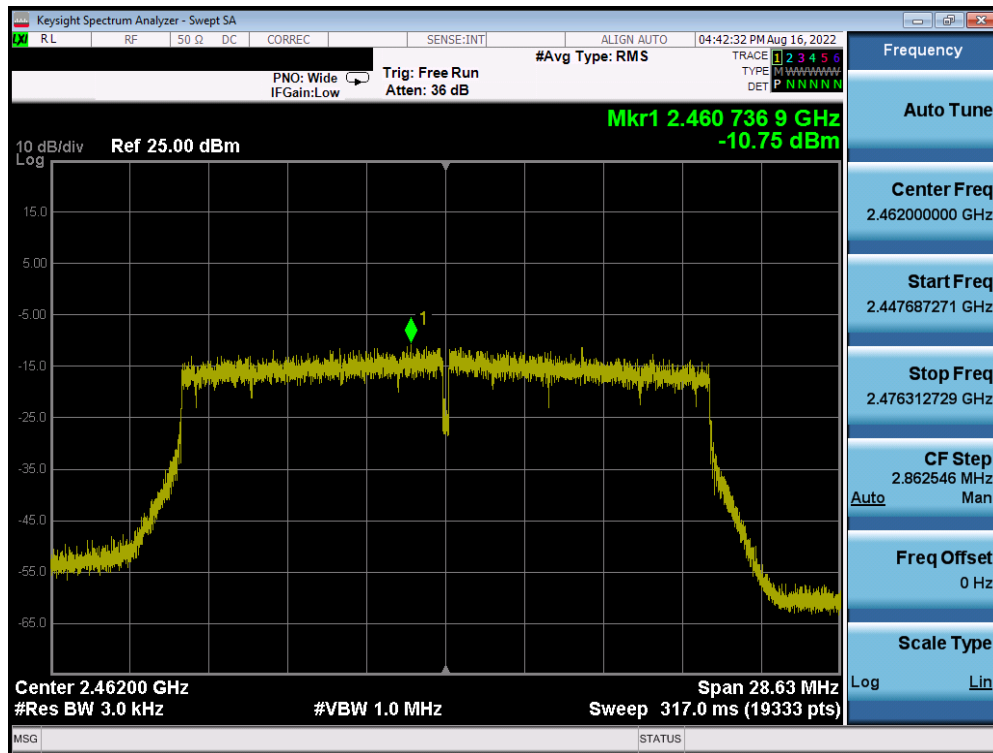 Keysight Spectrum Analyzer - Swept SA
LXI RL RF 50 Ω DC CORREC SENSE:INT ALIGN AUTO 04:42:32 PM Aug 16, 2022
#Avg Type: RMS
TRACE 1 2 3 4 5 6
TYPE M WWWWWW
DET P N N N N N
PNO: Wide
IFGain:Low
Trig: Free Run
Atten: 36 dB
Mkr1 2.460 736 9 GHz
-10.75 dBm
10 dB/div Ref 25.00 dBm
Log
15.0
5.00
-5.00
-15.0
-25.0
-35.0
-45.0
-55.0
-65.0
1
Center 2.46200 GHz Span 28.63 MHz
#Res BW 3.0 kHz #VBW 1.0 MHz Sweep 317.0 ms (19333 pts)
MSG STATUS
Frequency
Auto Tune
Center Freq
2.462000000 GHz
Start Freq
2.447687271 GHz
Stop Freq
2.476312729 GHz
CF Step
2.862546 MHz
Auto Man
Freq Offset
0 Hz
Scale Type
Log Lin